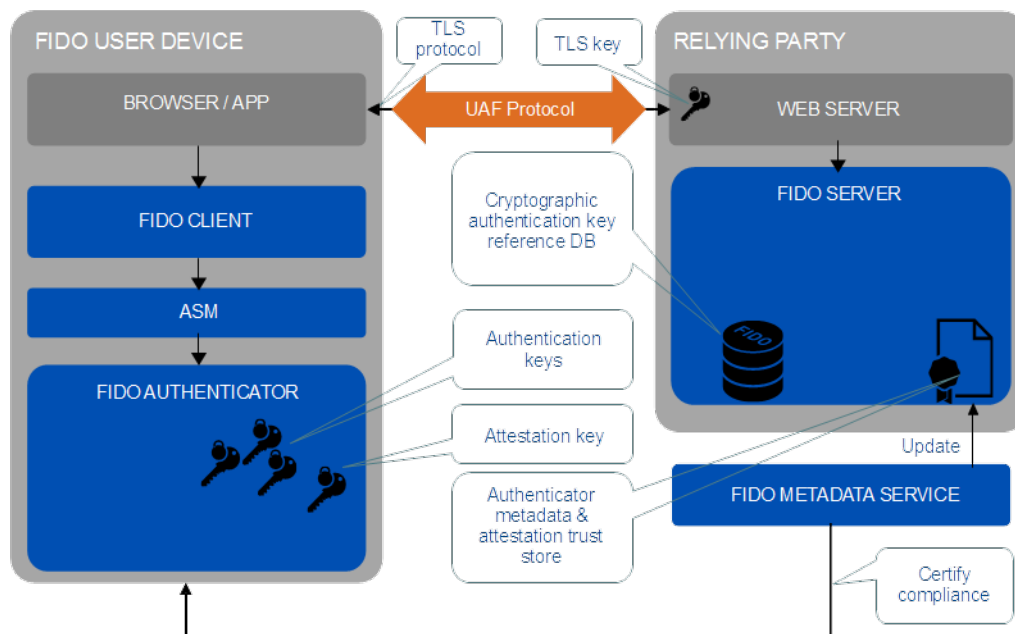 FIDO USER DEVICE
BROWSER / APP
FIDO CLIENT
ASM
FIDO AUTHENTICATOR
TLS
protocol
TLS key
UAF Protocol
Cryptographic
authentication key
reference DB
Authentication
keys
Attestation key
Authenticator
metadata &
attestation trust
store
RELYING PARTY
WEB SERVER
FIDO SERVER
FIDO
Update
FIDO METADATA SERVICE
Certify
compliance